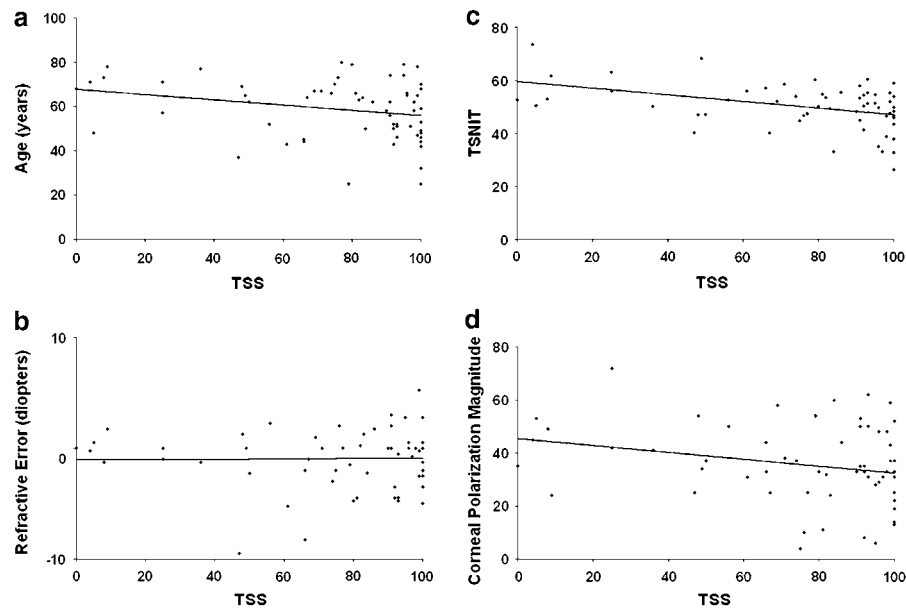 a
100
80
60
40
20
0
Age (years)
0 20 40 60 80 100
TSS
c
80
60
40
20
0
TSNIT
0 20 40 60 80 100
TSS
b
10
0
-10
Refractive Error (diopters)
0 20 40 60 80 100
TSS
d
80
60
40
20
0
Corneal Polarization Magnitude
0 20 40 60 80 100
TSS